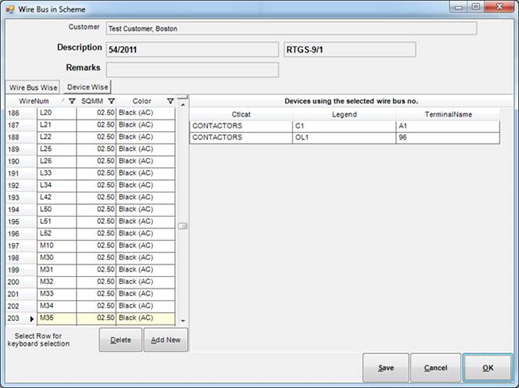 Wire Bus in Scheme
Customer Test Customer, Boston
Description 54/2011 RTGS-9/1
Remarks
Wire Bus Wise Device Wise
WireNum SQMM Color
186 L20 02.50 Black (AC)
187 L21 02.50 Black (AC)
188 L22 02.50 Black (AC)
189 L25 02.50 Black (AC)
190 L26 02.50 Black (AC)
191 L33 02.50 Black (AC)
192 L34 02.50 Black (AC)
193 L42 02.50 Black (AC)
194 L50 02.50 Black (AC)
195 L51 02.50 Black (AC)
196 L52 02.50 Black (AC)
197 M10 02.50 Black (AC)
198 M30 02.50 Black (AC)
199 M31 02.50 Black (AC)
200 M32 02.50 Black (AC)
201 M33 02.50 Black (AC)
202 M34 02.50 Black (AC)
203 M35 02.50 Black (AC)
Devices using the selected wire bus no.
Ctlcat Legend TerminalName
CONTACTORS C1 A1
CONTACTORS OL1 96
Select Row for
keyboard selection
Delete Add New
Save Cancel OK